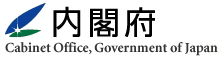 内閣府
Cabinet Office, Government of Japan